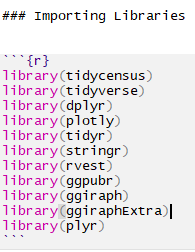 ### Importing Libraries
```{r}
library(tidycensus)
library(tidyverse)
library(dplyr)
library(plotly)
library(tidyr)
library(stringr)
library(rvest)
library(ggpubr)
library(ggiraph)
library(ggiraphExtra)
library(plyr)
```